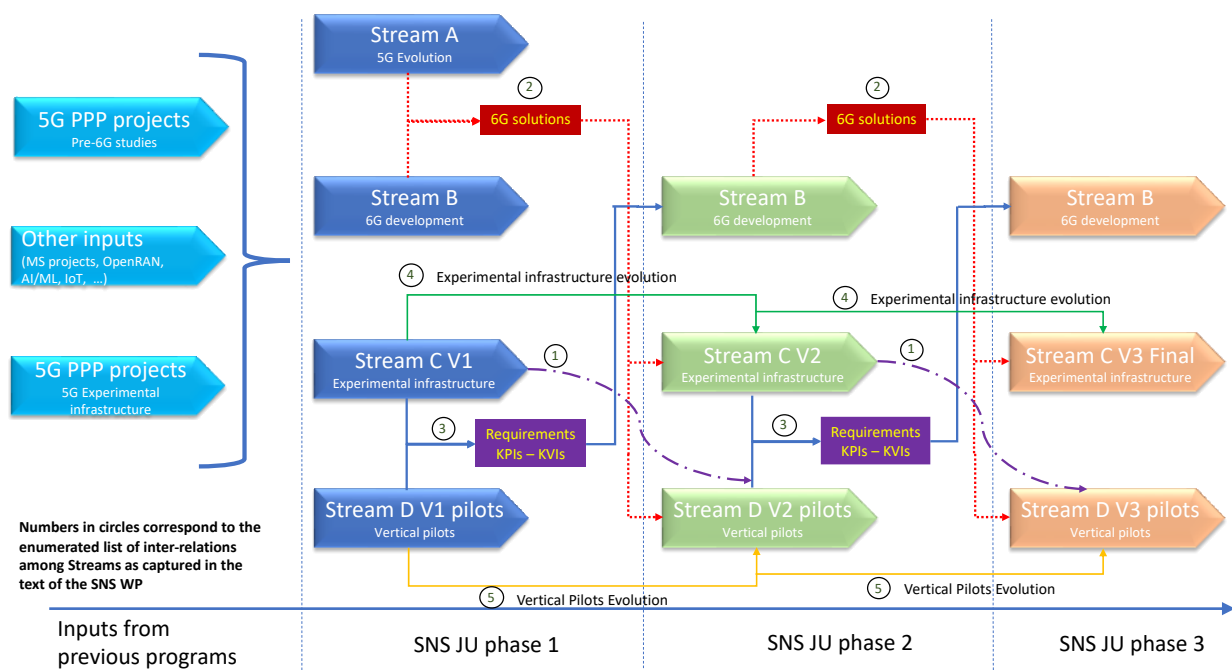 5G PPP projects
Pre-6G studies
Other inputs
(MS projects, OpenRAN,
AI/ML, IoT, …)
5G PPP projects
5G Experimental
infrastructure
Numbers in circles correspond to the
enumerated list of inter-relations
among Streams as captured in the
text of the SNS WP
Stream A
5G Evolution
2
6G solutions
Stream B
6G development
4
Experimental infrastructure evolution
Stream C V1
Experimental infrastructure
1
3
Requirements
KPIs – KVIs
Stream D V1 pilots
Vertical pilots
5
Vertical Pilots Evolution
2
6G solutions
Stream B
6G development
4
Experimental infrastructure evolution
Stream C V2
Experimental infrastructure
1
3
Requirements
KPIs – KVIs
Stream D V2 pilots
Vertical pilots
5
Vertical Pilots Evolution
Stream B
6G development
Stream C V3 Final
Experimental infrastructure
Stream D V3 pilots
Vertical pilots
Inputs from
previous programs
SNS JU phase 1
SNS JU phase 2
SNS JU phase 3